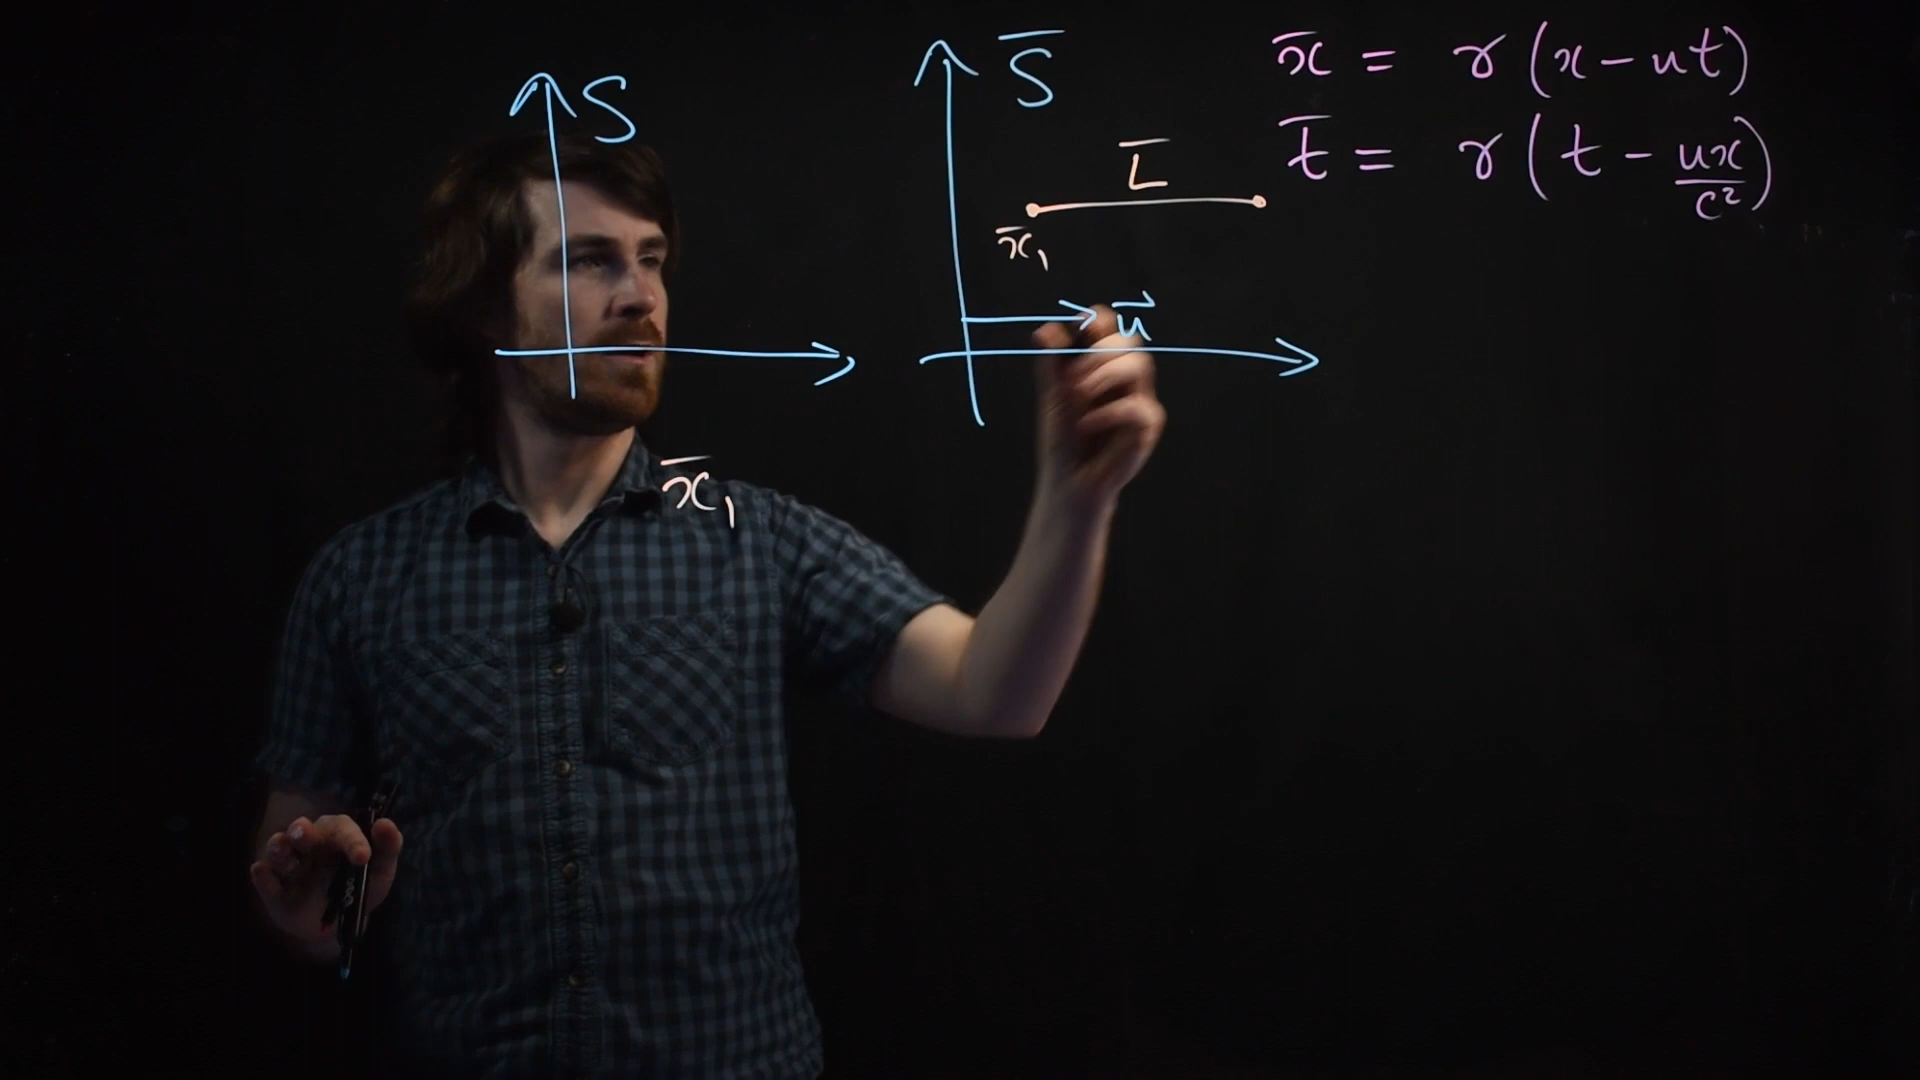 S
S̅
L̅
x̅₁
u⃗
x̅₁
x̅ = γ(x − ut)
t̅ = γ(t − ux/c²)